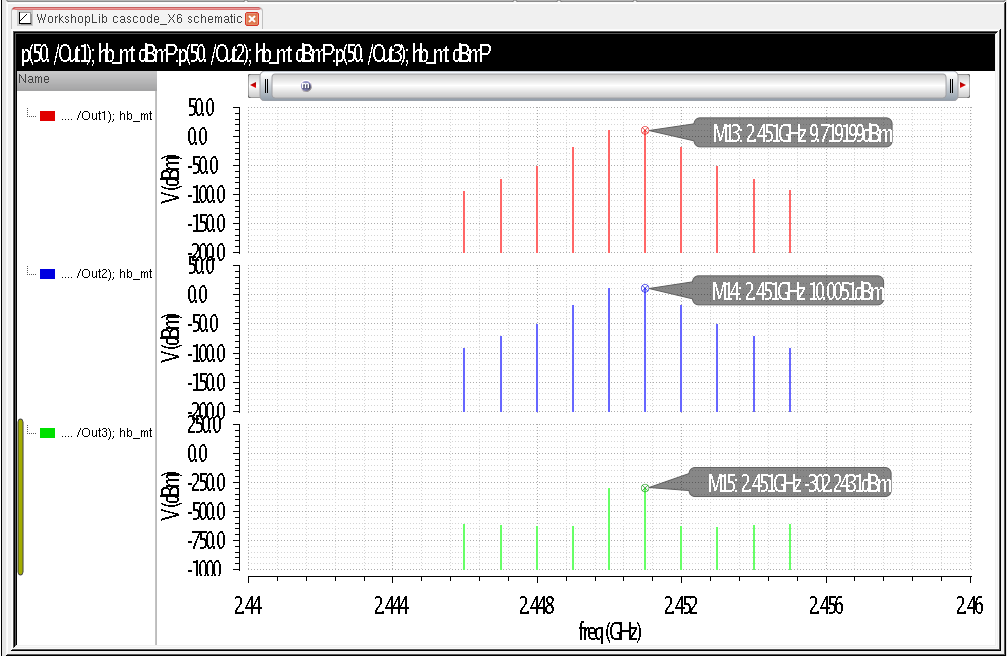 WorkshopLib cascode_X6 schematic
p(50. /Out1); hb_mt dBmP:p(50. /Out2); hb_mt dBmP:p(50. /Out3); hb_mt dBmP
Name
m
.... /Out1); hb_mt
V (dBm)
50.0
0.0
-50.0
-100.0
-150.0
-200.0
M13: 2.451GHz 9.719199dBm
.... /Out2); hb_mt
V (dBm)
50.0
0.0
-50.0
-100.0
-150.0
-200.0
M14: 2.451GHz 10.0051dBm
.... /Out3); hb_mt
V (dBm)
250.0
0.0
-250.0
-500.0
-750.0
-1000
M15: 2.451GHz -302.2431dBm
2.44 2.444 2.448 2.452 2.456 2.46
freq (GHz)